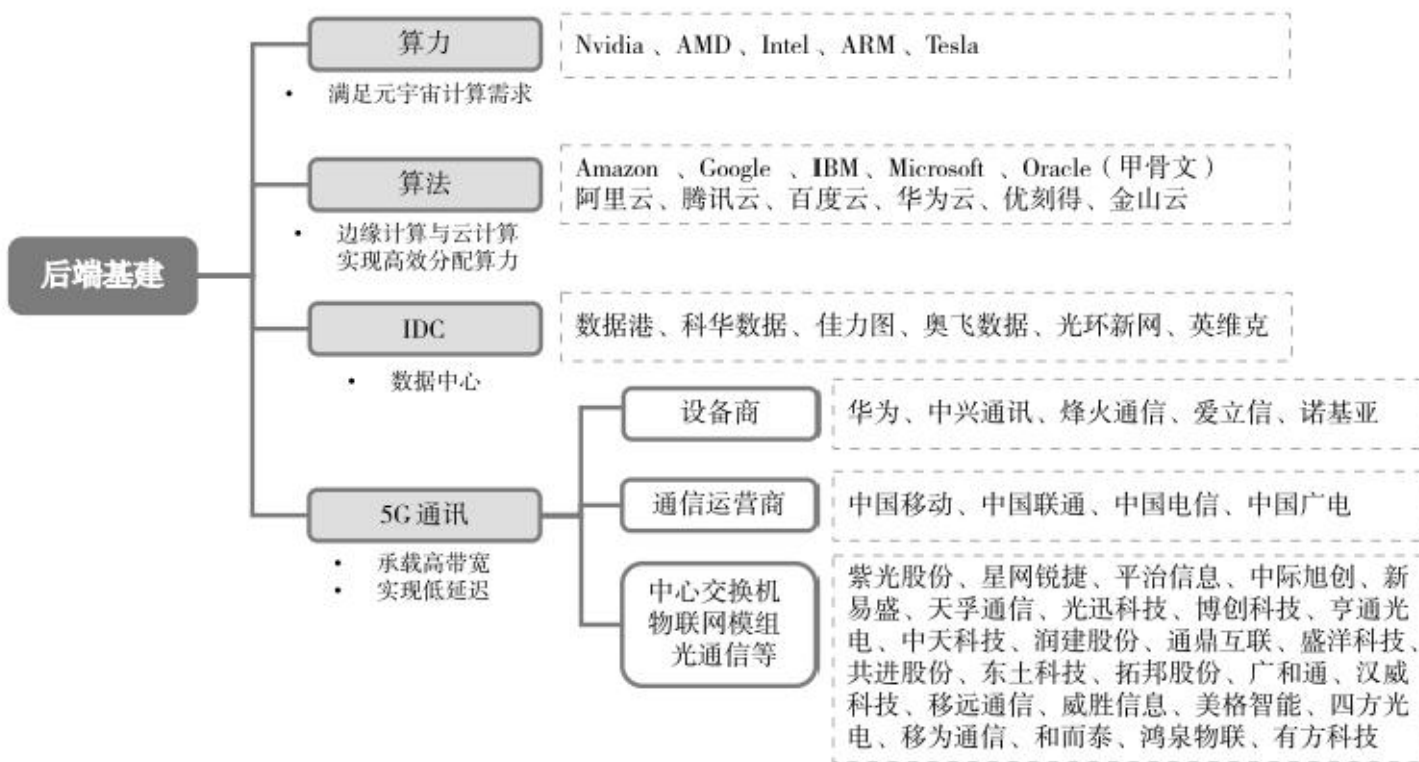 算力
Nvidia 、AMD 、Intel 、ARM 、Tesla
• 满足元宇宙计算需求
算法
Amazon 、Google 、IBM、Microsoft 、Oracle（甲骨文）
阿里云、腾讯云、百度云、华为云、优刻得、金山云
• 边缘计算与云计算
实现高效分配算力
后端基建
IDC
数据港、科华数据、佳力图、奥飞数据、光环新网、英维克
• 数据中心
5G 通讯
• 承载高带宽
• 实现低延迟
设备商
华为、中兴通讯、烽火通信、爱立信、诺基亚
通信运营商
中国移动、中国联通、中国电信、中国广电
中心交换机
物联网模组
光通信等
紫光股份、星网锐捷、平治信息、中际旭创、新
易盛、天孚通信、光迅科技、博创科技、亨通光
电、中天科技、润建股份、通鼎互联、盛洋科技、
共进股份、东土科技、拓邦股份、广和通、汉威
科技、移远通信、威胜信息、美格智能、四方光
电、移为通信、和而泰、鸿泉物联、有方科技